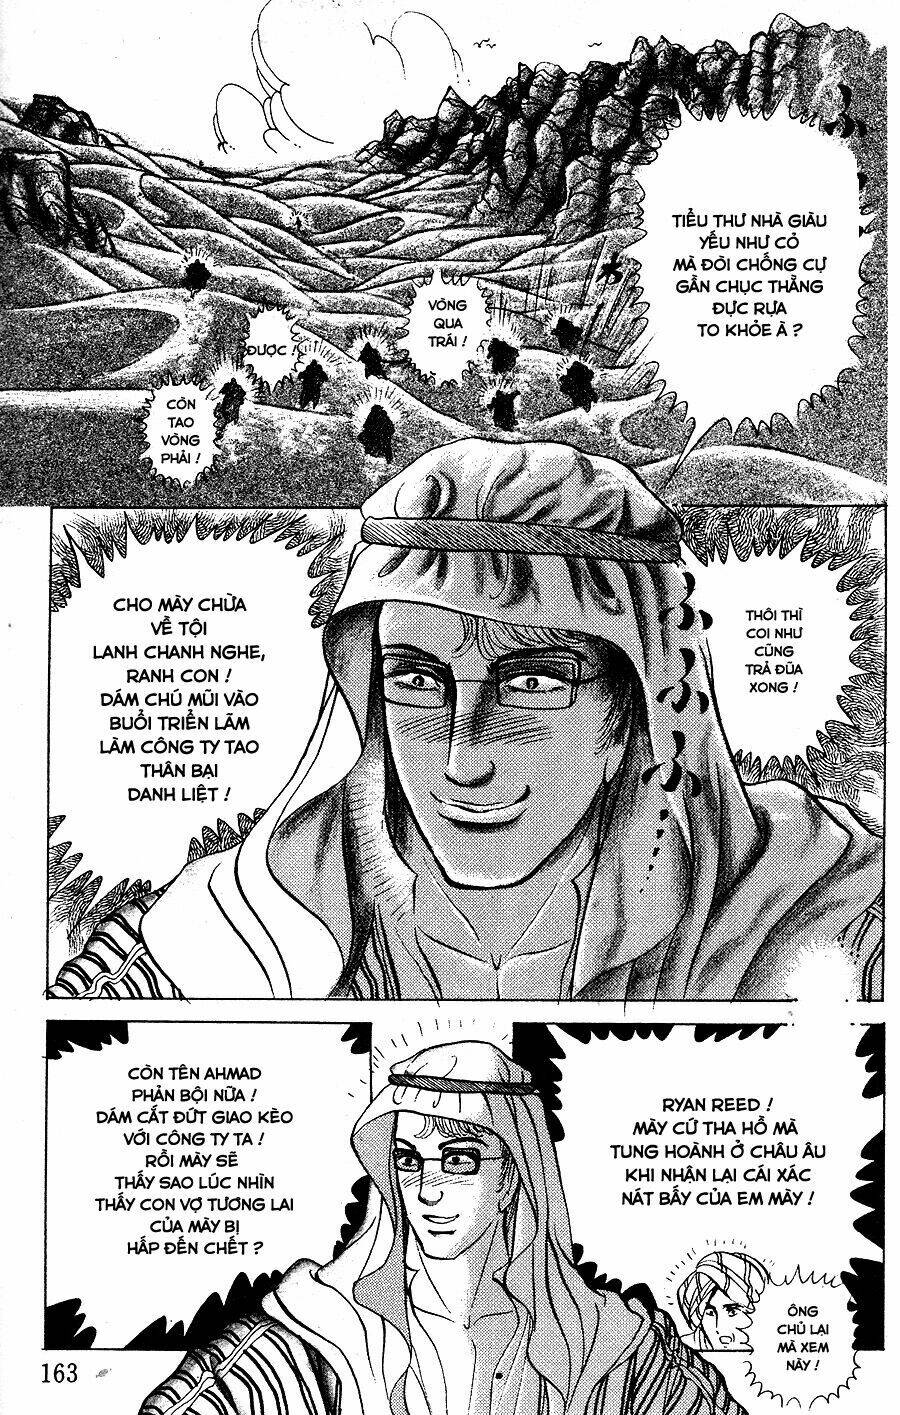 TIỂU THƯ NHÀ GIÀU
YẾU NHƯ CỎ
MÀ ĐÒI CHỐNG CỰ
GẦN CHỤC THẰNG
ĐỰC RỰA
TO KHỎE À ?
VÒNG
QUA
TRÁI !
ĐƯỢC !
CÒN
TAO
VÒNG
PHẢI !
CHO MÀY CHỪA
VỀ TỘI
LANH CHANH NGHE,
RANH CON !
DÁM CHÚ MŨI VÀO
BUỔI TRIỂN LÃM
LÀM CÔNG TY TAO
THÂN BẠI
DANH LIỆT !
THÔI THÌ
COI NHƯ
CŨNG
TRẢ ĐŨA
XONG !
ふ
ふ
ふ
CÒN TÊN AHMAD
PHẢN BỘI NỮA !
DÁM CẮT ĐỨT GIAO KÈO
VỚI CÔNG TY TA !
RỒI MÀY SẼ
THẤY SAO LÚC NHÌN
THẤY CON VỢ TƯƠNG LAI
CỦA MÀY BỊ
HẤP ĐẾN CHẾT ?
RYAN REED !
MÀY CỨ THA HỒ MÀ
TUNG HOÀNH Ở CHÂU ÂU
KHI NHẬN LẠI CÁI XÁC
NÁT BẤY CỦA EM MÀY !
ÔNG
CHỦ LẠI
MÀ XEM
NÀY !
163